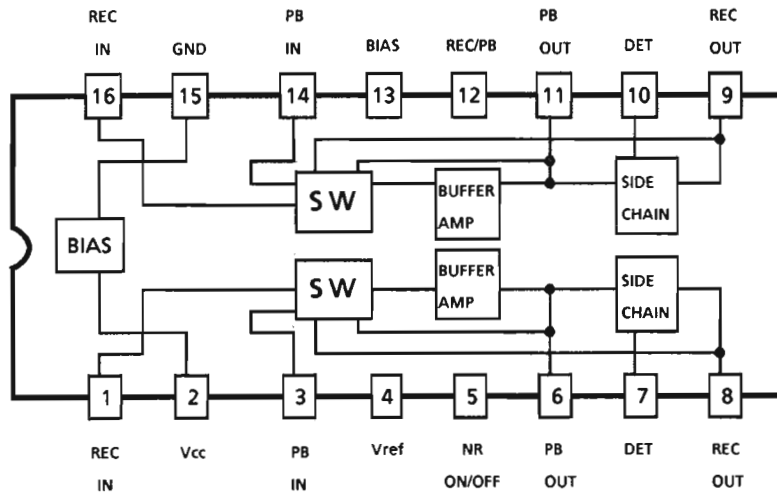 REC PB PB REC
IN GND IN BIAS REC/PB OUT DET OUT
16 15 14 13 12 11 10 9
SW BUFFER AMP SIDE CHAIN
BIAS
SW BUFFER AMP SIDE CHAIN
1 2 3 4 5 6 7 8
REC Vcc PB Vref NR PB DET REC
IN IN ON/OFF OUT OUT